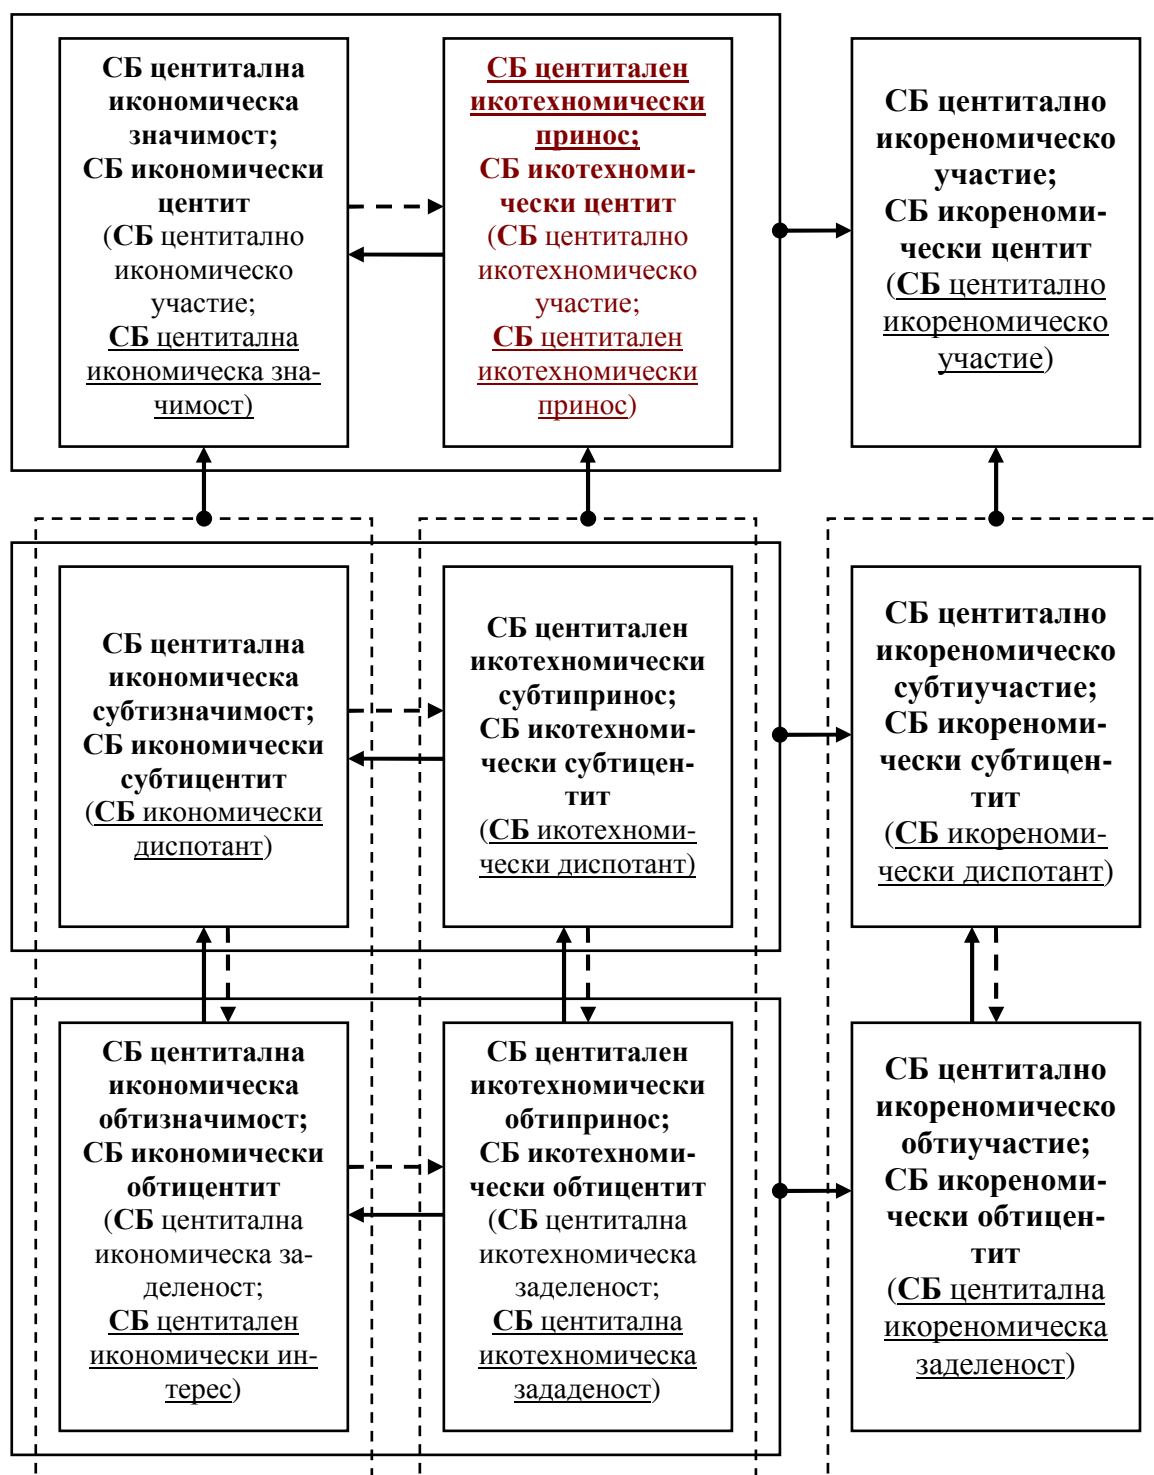 СБ центитална
икономическа
значимост;
СБ икономически
центит
(СБ центитално
икономическо
участие;
СБ центитална
икономическа зна-
чимост)
СБ центитален
икотехномически
принос;
СБ икотехноми-
чески центит
(СБ центитално
икотехномическо
участие;
СБ центитален
икотехномически
принос)
СБ центитално
икореномическо
участие;
СБ икореноми-
чески центит
(СБ центитално
икореномическо
участие)
СБ центитална
икономическа
субтизначимост;
СБ икономически
субтицентит
(СБ икономически
диспотант)
СБ центитален
икотехномически
субтипринос;
СБ икотехноми-
чески субтицен-
тит
(СБ икотехноми-
чески диспотант)
СБ центитално
икореномическо
субтиучастие;
СБ икореноми-
чески субтицен-
тит
(СБ икореноми-
чески диспотант)
СБ центитална
икономическа
обтизначимост;
СБ икономически
обтицентит
(СБ центитална
икономическа за-
деленост;
СБ центитален
икономически ин-
терес)
СБ центитален
икотехномически
обтипринос;
СБ икотехноми-
чески обтицентит
(СБ центитална
икотехномическа
заделеност;
СБ центитална
икотехномическа
зададеност)
СБ центитално
икореномическо
обтиучастие;
СБ икореноми-
чески обтицен-
тит
(СБ центитална
икореномическа
заделеност)